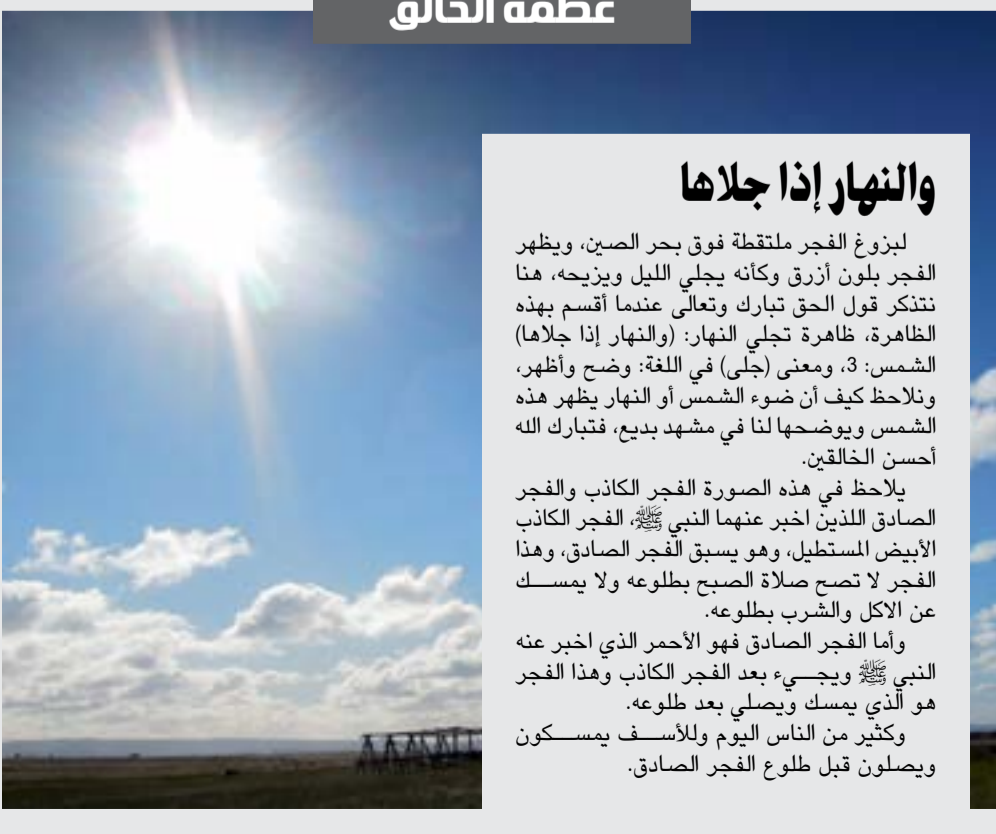 عظمة الخالق
والنهار إذا جلاها
لبزوغ الفجر ملتقطة فوق بحر الصين، ويظهر
الفجر بلون أزرق وكأنه يجلي الليل ويزيحه، هنا
نتذكر قول الحق تبارك وتعالى عندما أقسم بهذه
الظاهرة، ظاهرة تجلي النهار: (والنهار إذا جلاها)
الشمس: 3، ومعنى (جلى) في اللغة: وضح وأظهر،
ونلاحظ كيف أن ضوء الشمس أو النهار يظهر هذه
الشمس ويوضحها لنا في مشهد بديع، فتبارك الله
أحسن الخالقين.
يلاحظ في هذه الصورة الفجر الكاذب والفجر
الصادق اللذين اخبر عنهما النبي ﷺ، الفجر الكاذب
الأبيض المستطيل، وهو يسبق الفجر الصادق، وهذا
الفجر لا تصح صلاة الصبح بطلوعه ولا يمسك
عن الاكل والشرب بطلوعه.
وأما الفجر الصادق فهو الأحمر الذي اخبر عنه
النبي ﷺ ويجيء بعد الفجر الكاذب وهذا الفجر
هو الذي يمسك ويصلي بعد طلوعه.
وكثير من الناس اليوم وللأسف يمسكون
ويصلون قبل طلوع الفجر الصادق.